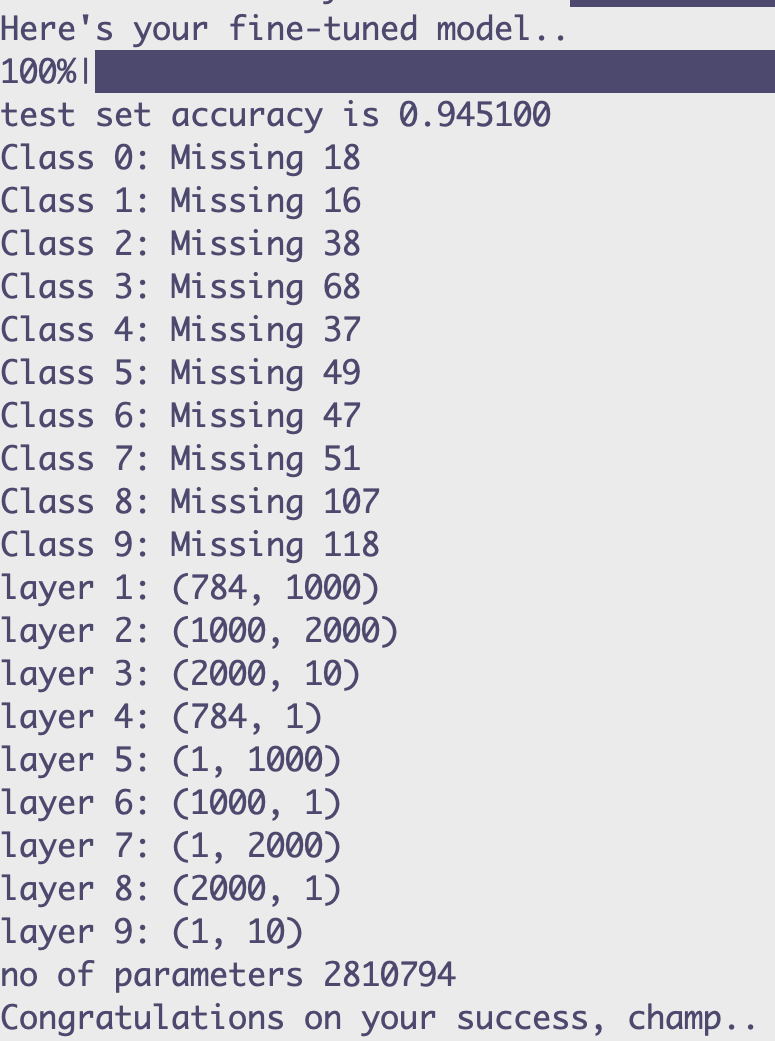 Here's your fine-tuned model..
100%|
test set accuracy is 0.945100
Class 0: Missing 18
Class 1: Missing 16
Class 2: Missing 38
Class 3: Missing 68
Class 4: Missing 37
Class 5: Missing 49
Class 6: Missing 47
Class 7: Missing 51
Class 8: Missing 107
Class 9: Missing 118
layer 1: (784, 1000)
layer 2: (1000, 2000)
layer 3: (2000, 10)
layer 4: (784, 1)
layer 5: (1, 1000)
layer 6: (1000, 1)
layer 7: (1, 2000)
layer 8: (2000, 1)
layer 9: (1, 10)
no of parameters 2810794
Congratulations on your success, champ..